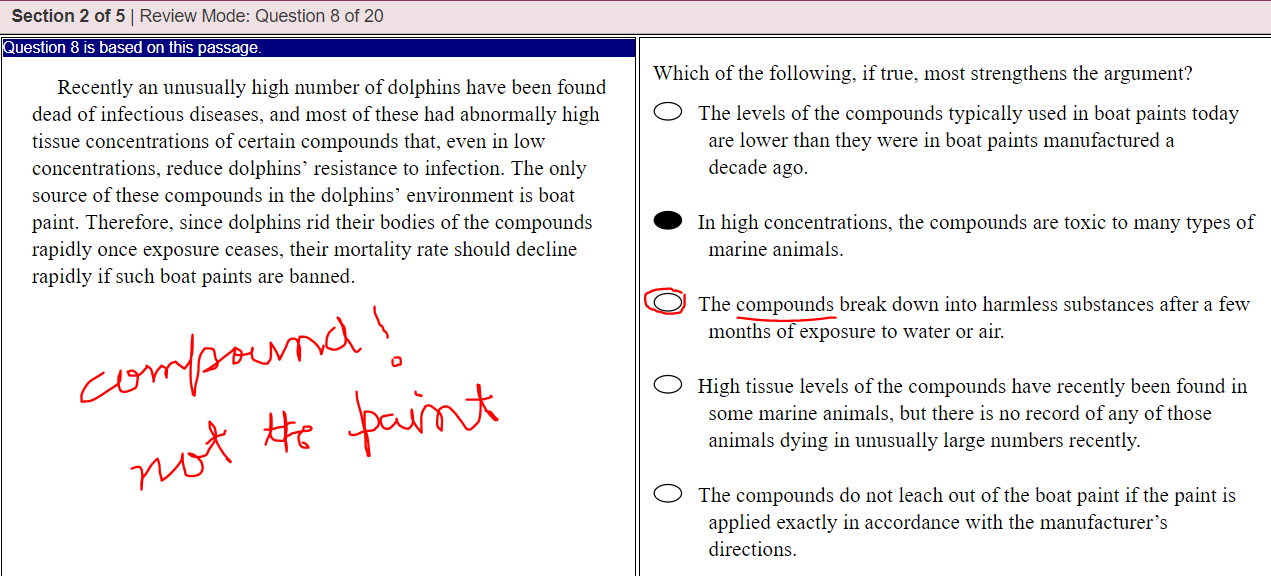 Section 2 of 5 | Review Mode: Question 8 of 20
Question 8 is based on this passage.
Recently an unusually high number of dolphins have been found
dead of infectious diseases, and most of these had abnormally high
tissue concentrations of certain compounds that, even in low
concentrations, reduce dolphins' resistance to infection. The only
source of these compounds in the dolphins' environment is boat
paint. Therefore, since dolphins rid their bodies of the compounds
rapidly once exposure ceases, their mortality rate should decline
rapidly if such boat paints are banned.
compound!
not the paint
Which of the following, if true, most strengthens the argument?
The levels of the compounds typically used in boat paints today
are lower than they were in boat paints manufactured a
decade ago.
In high concentrations, the compounds are toxic to many types of
marine animals.
The compounds break down into harmless substances after a few
months of exposure to water or air.
High tissue levels of the compounds have recently been found in
some marine animals, but there is no record of any of those
animals dying in unusually large numbers recently.
The compounds do not leach out of the boat paint if the paint is
applied exactly in accordance with the manufacturer's
directions.